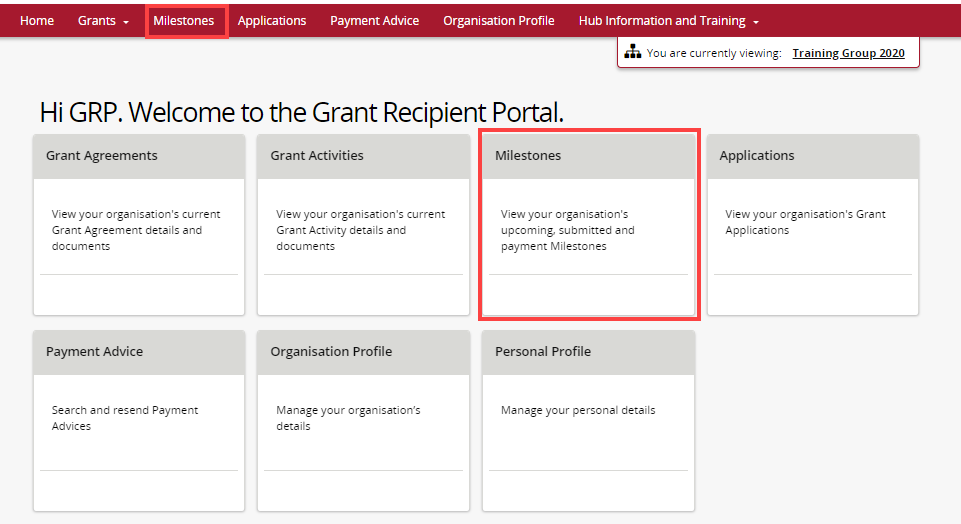 Home Grants Milestones Applications Payment Advice Organisation Profile Hub Information and Training
You are currently viewing: Training Group 2020
Hi GRP. Welcome to the Grant Recipient Portal.
Grant Agreements
View your organisation's current
Grant Agreement details and
documents
Grant Activities
View your organisation's current
Grant Activity details and
documents
Milestones
View your organisation's
upcoming, submitted and
payment Milestones
Applications
View your organisation's Grant
Applications
Payment Advice
Search and resend Payment
Advices
Organisation Profile
Manage your organisation’s
details
Personal Profile
Manage your personal details